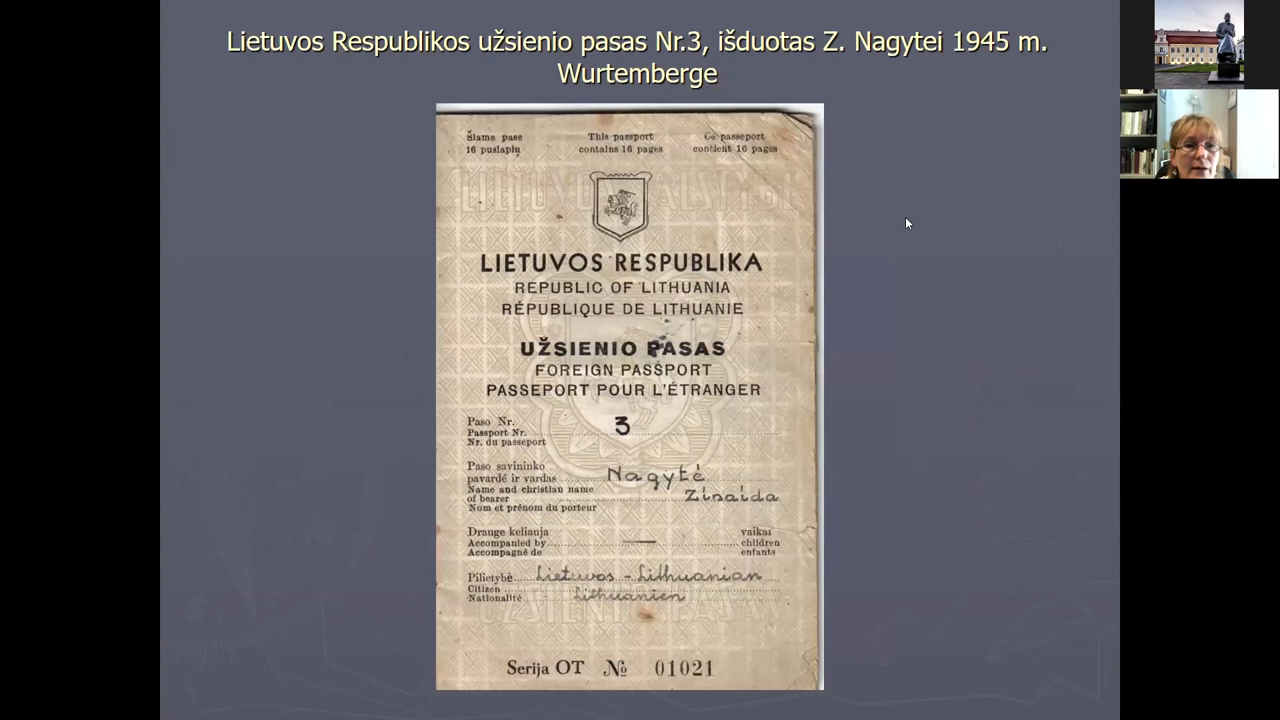 Lietuvos Respublikos užsienio pasas Nr.3, išduotas Z. Nagytei 1945 m.
Wurtemberge
Šiame pase This passport Ce passeport
16 puslapių contains 16 pages contient 16 pages
LIETUVOS RESPUBLIKA
REPUBLIC OF LITHUANIA
RÉPUBLIQUE DE LITHUANIE
UŽSIENIO PASAS
FOREIGN PASSPORT
PASSEPORT POUR L'ÉTRANGER
Paso Nr.
Passport Nr. 3
Nr. du passeport
Paso savininko
pavardė ir vardas Nagytė
Name and christian name
of bearer Zinaida
Nom et prénom du porteur
Drauge keliauja vaikai
Accompanied by — children
Accompagné de enfants
Pilietybė Lietuvos - Lithuanian
Citizen
Nationalité Lithuanien
Serija OT № 01021